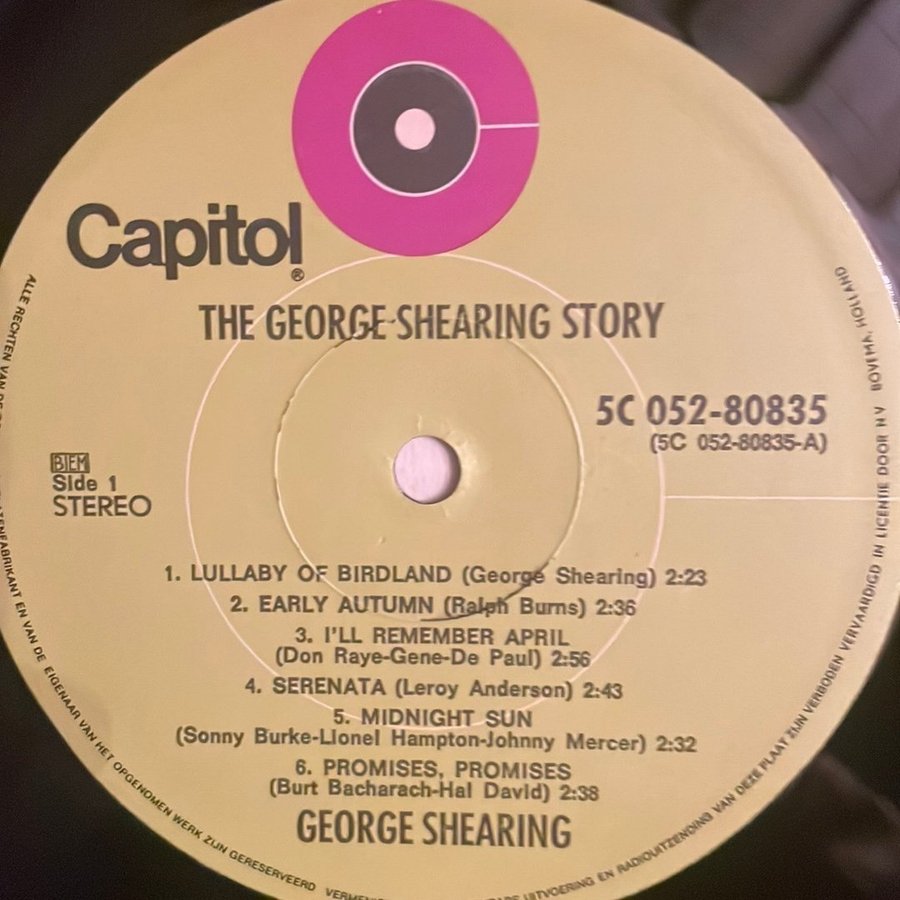 Capitol
®
THE GEORGE SHEARING STORY
5C 052-80835
(5C 052-80835-A)
BIEM
Side 1
STEREO
1. LULLABY OF BIRDLAND (George Shearing) 2:23
2. EARLY AUTUMN (Ralph Burns) 2:36
3. I'LL REMEMBER APRIL
(Don Raye-Gene-De Paul) 2:56
4. SERENATA (Leroy Anderson) 2:43
5. MIDNIGHT SUN
(Sonny Burke-Lionel Hampton-Johnny Mercer) 2:32
6. PROMISES, PROMISES
(Burt Bacharach-Hal David) 2:38
GEORGE SHEARING
ALLE RECHTEN VAN DE
EN VAN DE EIGENAAR VAN HET OPGENOMEN WERK ZIJN GERESERVEERD
UITVOERING EN RADIOUITZENDING VAN DEZE PLAAT ZIJN VERBODEN VERVAARDIGD IN LICENTIE DOOR N.V. BOVEMA, HOLLAND